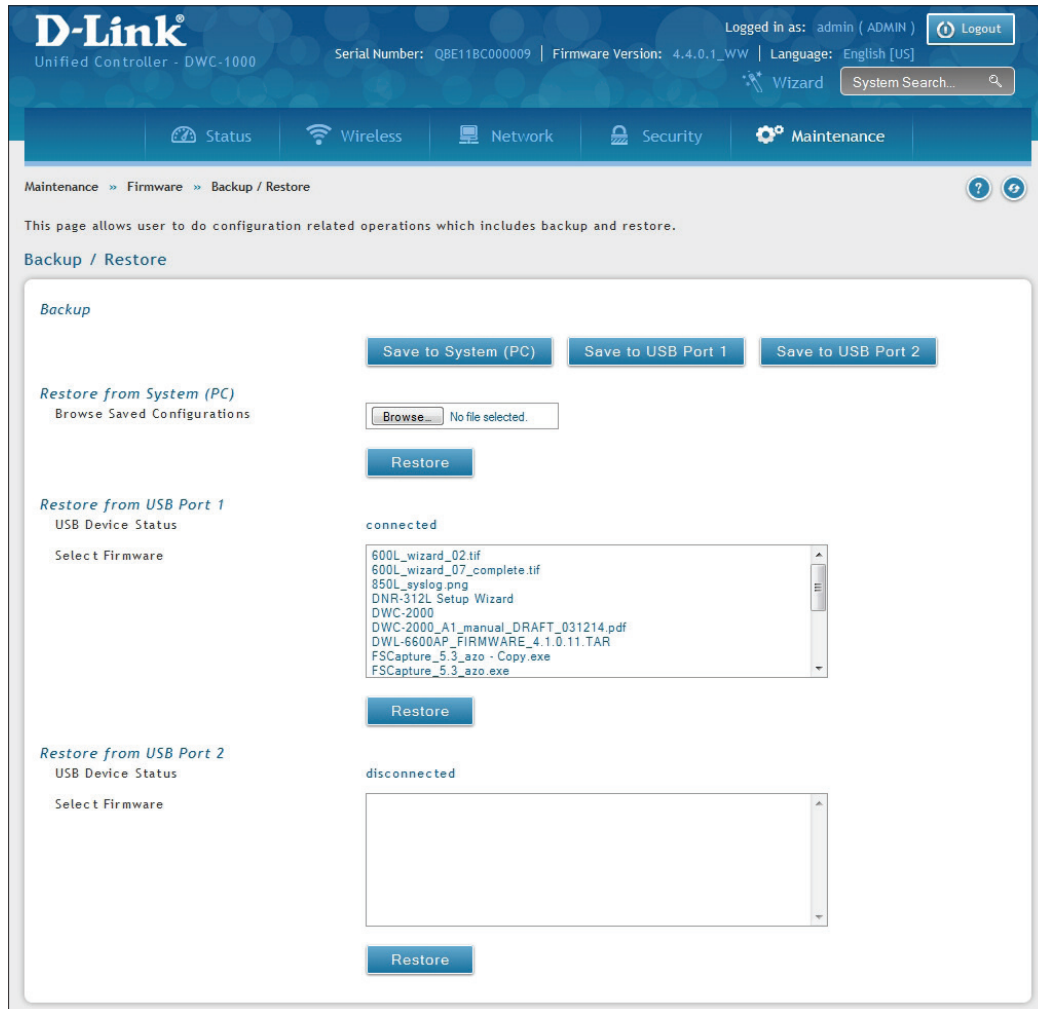 D-Link®
Unified Controller - DWC-1000
Logged in as: admin ( ADMIN ) Logout
Serial Number: QBE11BC000009 | Firmware Version: 4.4.0.1_WW | Language: English [US]
Wizard System Search...
Status Wireless Network Security Maintenance
Maintenance » Firmware » Backup / Restore ?
This page allows user to do configuration related operations which includes backup and restore.
Backup / Restore
Backup
Save to System (PC) Save to USB Port 1 Save to USB Port 2
Restore from System (PC)
Browse Saved Configurations Browse... No file selected.
Restore
Restore from USB Port 1
USB Device Status connected
Select Firmware
600L_wizard_02.tif
600L_wizard_07_complete.tif
850L_syslog.png
DNR-312L Setup Wizard
DWC-2000
DWC-2000_A1_manual_DRAFT_031214.pdf
DWL-6600AP_FIRMWARE_4.1.0.11.TAR
FSCapture_5.3_azo - Copy.exe
FSCapture_5.3_azo.exe
Restore
Restore from USB Port 2
USB Device Status disconnected
Select Firmware
Restore